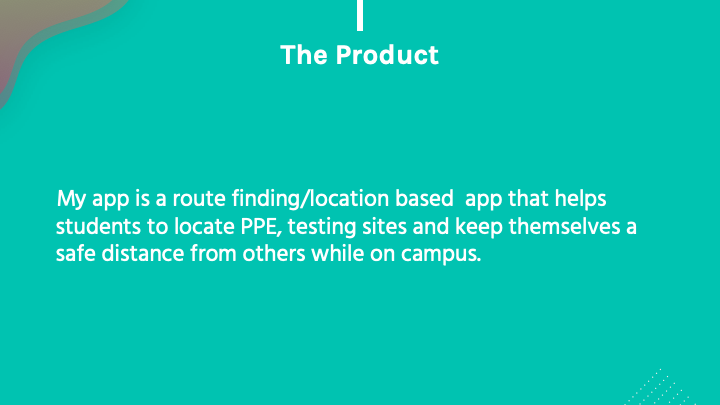 The Product
My app is a route finding/location based  app that helps
students to locate PPE, testing sites and keep themselves a
safe distance from others while on campus.